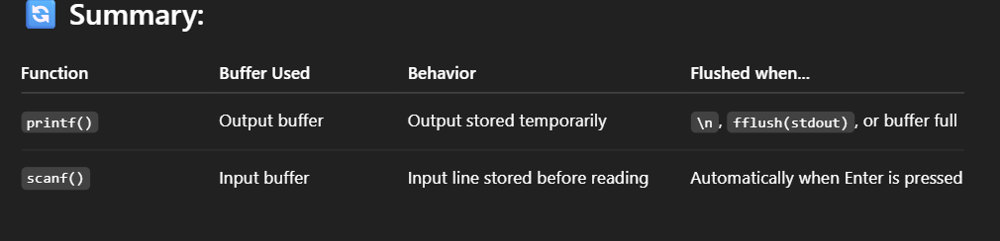 Summary:
Function Buffer Used Behavior Flushed when...
printf() Output buffer Output stored temporarily \n, fflush(stdout), or buffer full
scanf() Input buffer Input line stored before reading Automatically when Enter is pressed